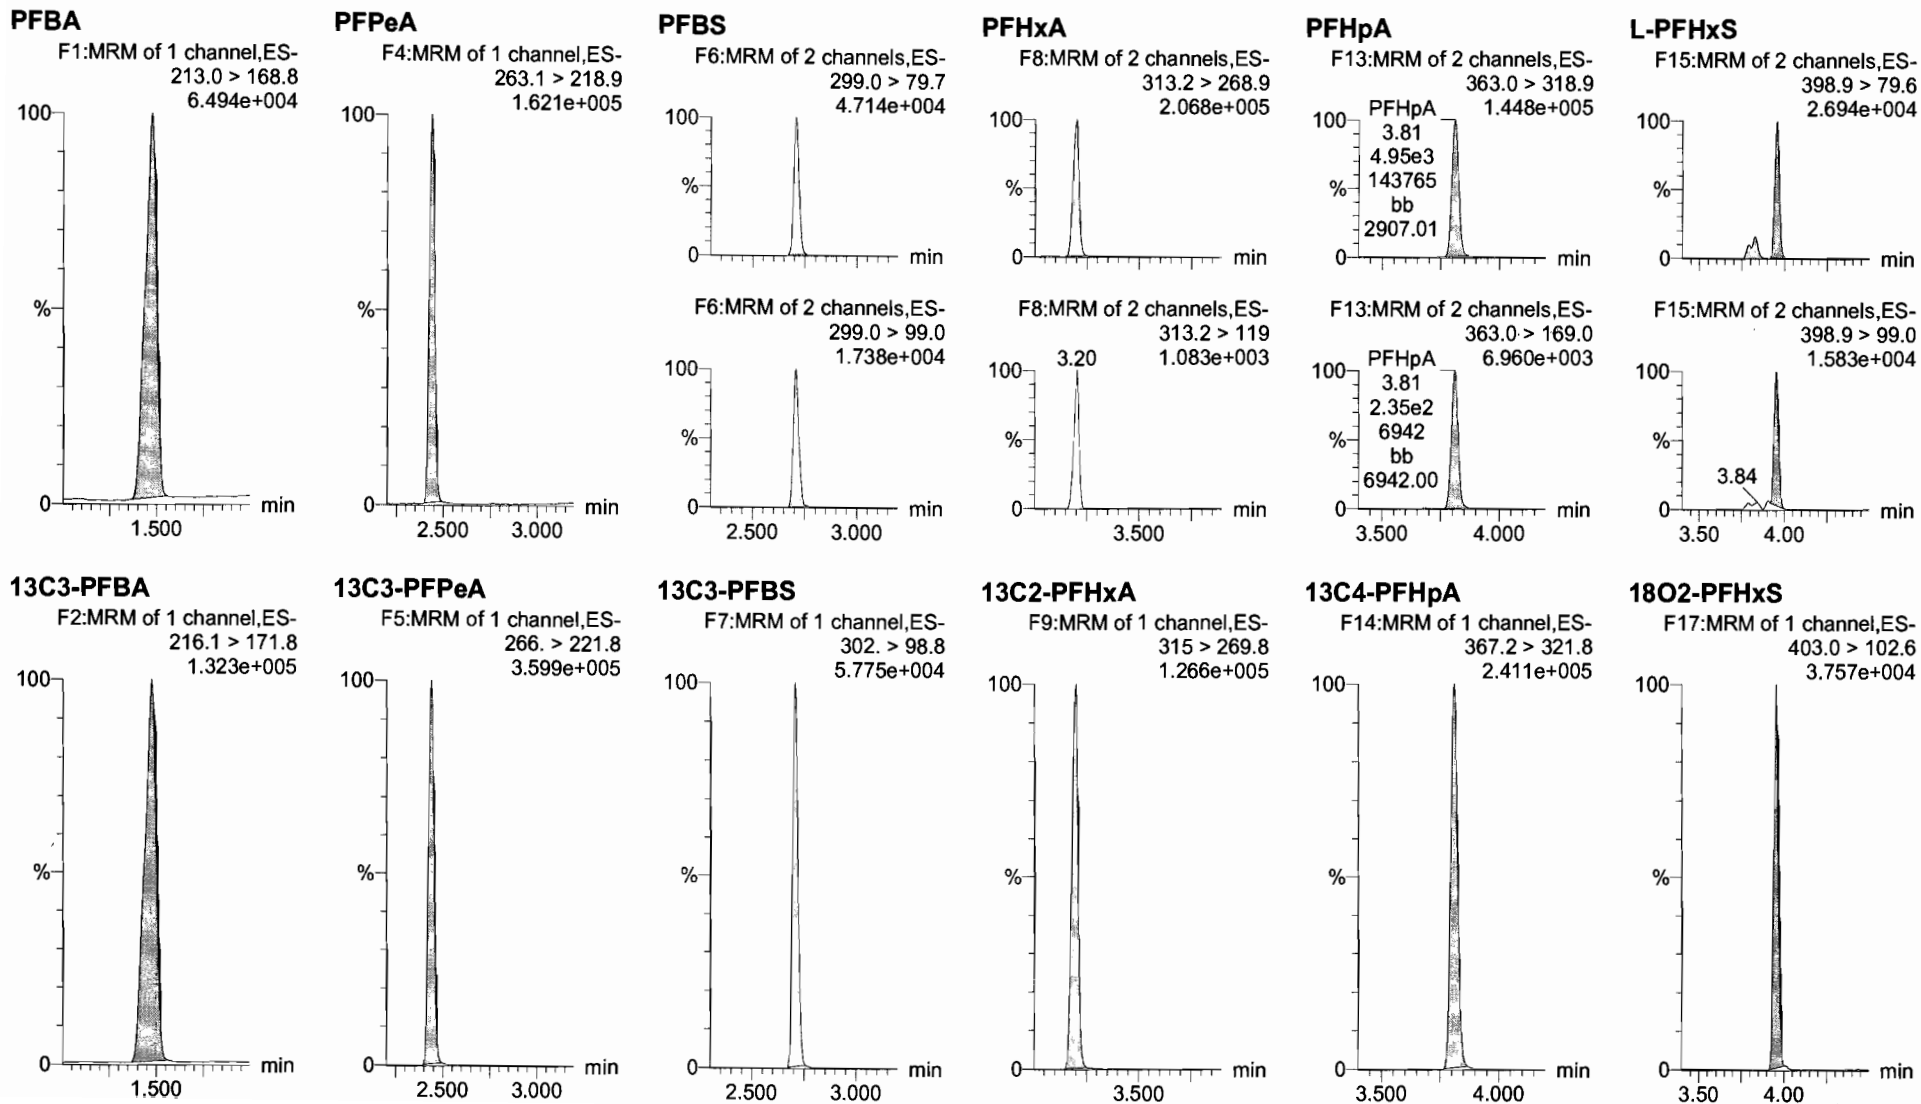 PFBA
F1:MRM of 1 channel,ES-
213.0 > 168.8
6.494e+004
100
%
0
min
1.500
PFPeA
F4:MRM of 1 channel,ES-
263.1 > 218.9
1.621e+005
100
%
0
min
2.500 3.000
PFBS
F6:MRM of 2 channels,ES-
299.0 > 79.7
4.714e+004
100
%
0
min
F6:MRM of 2 channels,ES-
299.0 > 99.0
1.738e+004
100
%
0
min
2.500 3.000
PFHxA
F8:MRM of 2 channels,ES-
313.2 > 268.9
2.068e+005
100
%
0
min
F8:MRM of 2 channels,ES-
313.2 > 119
3.20 1.083e+003
100
%
0
min
3.500
PFHpA
F13:MRM of 2 channels,ES-
363.0 > 318.9
1.448e+005
PFHpA
3.81
4.95e3
143765
bb
2907.01
100
%
0
min
F13:MRM of 2 channels,ES-
363.0 > 169.0
6.960e+003
PFHpA
3.81
2.35e2
6942
bb
6942.00
100
%
0
min
3.500 4.000
L-PFHxS
F15:MRM of 2 channels,ES-
398.9 > 79.6
2.694e+004
100
%
0
min
F15:MRM of 2 channels,ES-
398.9 > 99.0
1.583e+004
100
%
3.84
0
min
3.50 4.00
13C3-PFBA
F2:MRM of 1 channel,ES-
216.1 > 171.8
1.323e+005
100
%
0
min
1.500
13C3-PFPeA
F5:MRM of 1 channel,ES-
266. > 221.8
3.599e+005
100
%
0
min
2.500 3.000
13C3-PFBS
F7:MRM of 1 channel,ES-
302. > 98.8
5.775e+004
100
%
0
min
2.500 3.000
13C2-PFHxA
F9:MRM of 1 channel,ES-
315 > 269.8
1.266e+005
100
%
0
min
3.500
13C4-PFHpA
F14:MRM of 1 channel,ES-
367.2 > 321.8
2.411e+005
100
%
0
min
3.500 4.000
18O2-PFHxS
F17:MRM of 1 channel,ES-
403.0 > 102.6
3.757e+004
100
%
0
min
3.50 4.00